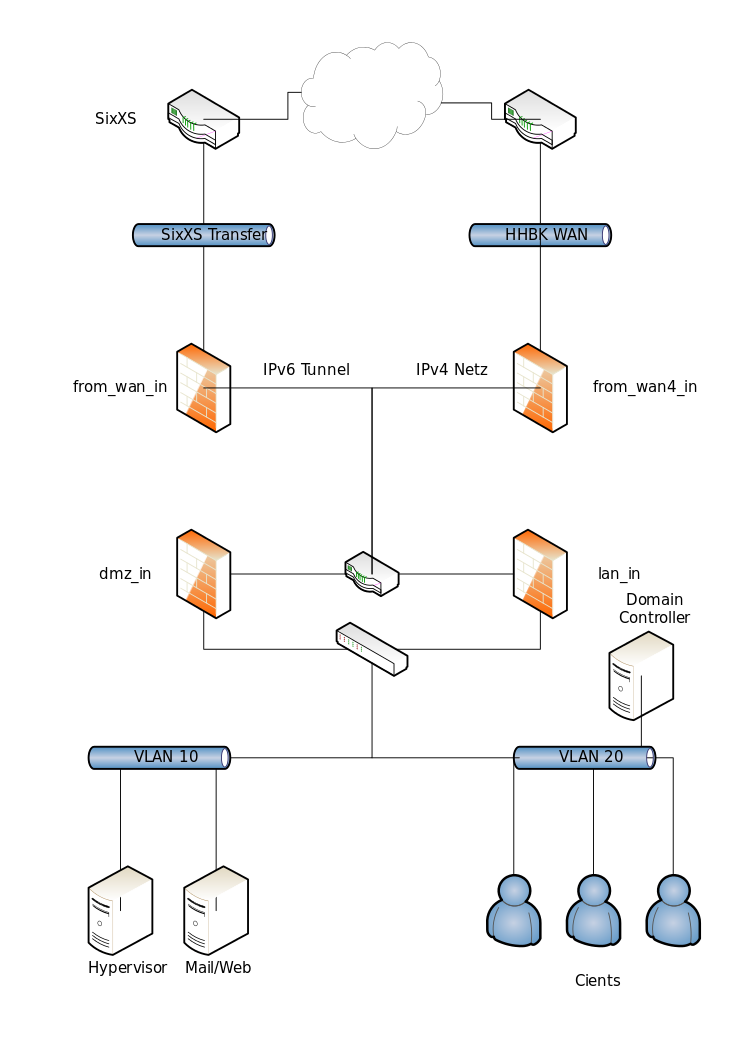 SixXS
SixXS Transfer
HHBK WAN
IPv6 Tunnel
IPv4 Netz
from_wan_in
from_wan4_in
dmz_in
lan_in
Domain
Controller
VLAN 10
VLAN 20
Hypervisor
Mail/Web
Cients